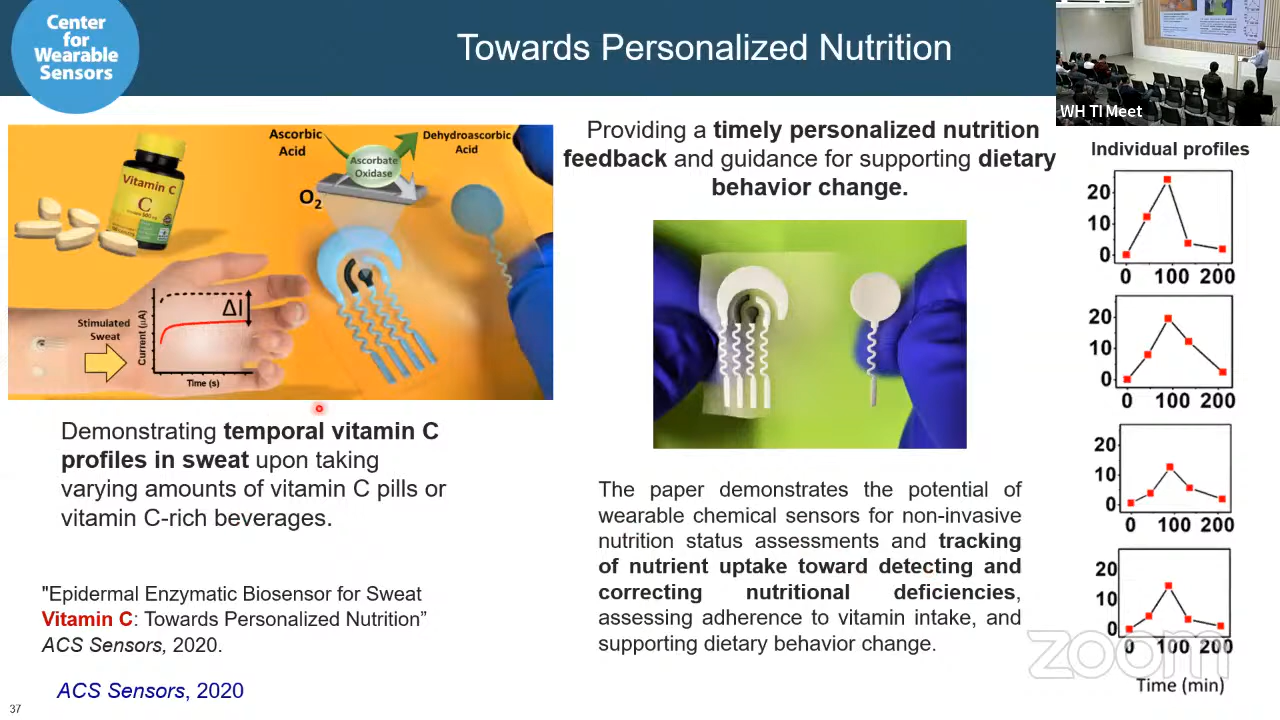 Center
for
Wearable
Sensors
Towards Personalized Nutrition
WH TI Meet
Vitamin C
C
Ascorbic
Acid
Ascorbate
Oxidase
Dehydroascorbic
Acid
O2
Stimulated
Sweat
Current (μA)
ΔI
Time (s)
Demonstrating temporal vitamin C
profiles in sweat upon taking
varying amounts of vitamin C pills or
vitamin C-rich beverages.
"Epidermal Enzymatic Biosensor for Sweat
Vitamin C: Towards Personalized Nutrition”
ACS Sensors, 2020.
ACS Sensors, 2020
37
Providing a timely personalized nutrition
feedback and guidance for supporting dietary
behavior change.
The paper demonstrates the potential of
wearable chemical sensors for non-invasive
nutrition status assessments and tracking
of nutrient uptake toward detecting and
correcting nutritional deficiencies,
assessing adherence to vitamin intake, and
supporting dietary behavior change.
Individual profiles
20
10
0
0 100 200
20
10
0
0 100 200
20
10
0
0 100 200
20
10
0
0 100 200
Time (min)
zoom